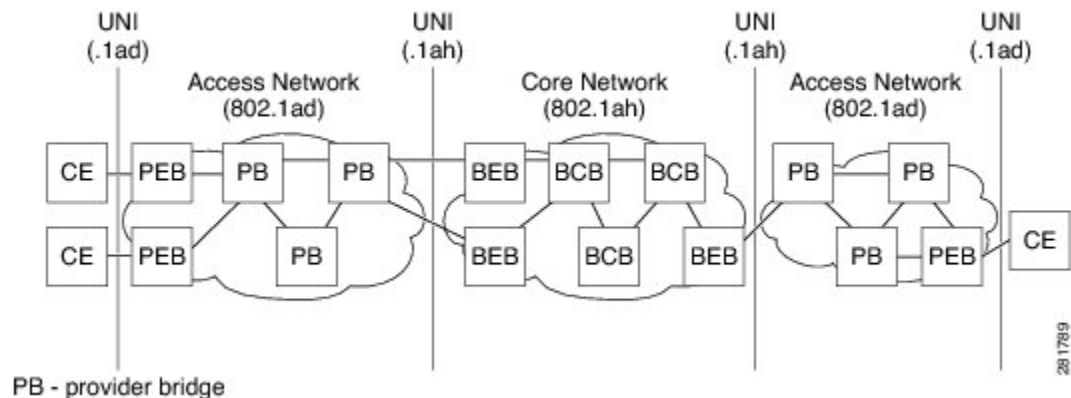 UNI
(.1ad)
UNI
(.1ah)
UNI
(.1ah)
UNI
(.1ad)
Access Network
(802.1ad)
Core Network
(802.1ah)
Access Network
(802.1ad)
CE
PEB
PB
PB
BEB
BCB
BCB
PB
PB
CE
PEB
PB
BEB
BCB
BEB
PB
PEB
CE
281789
PB - provider bridge